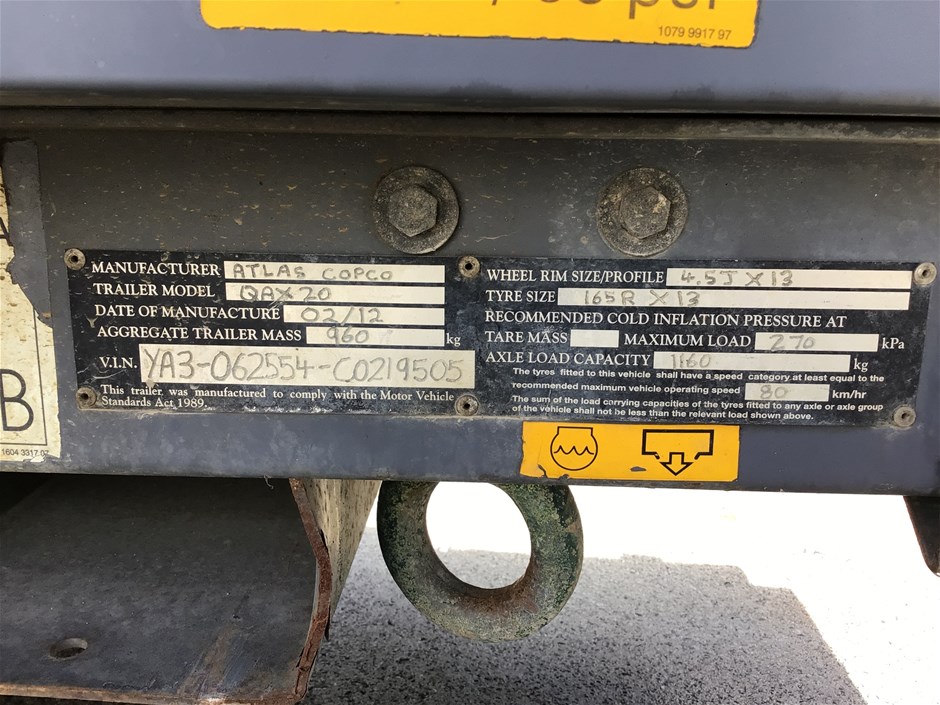 psi
1079 9917 97
MANUFACTURER ATLAS COPCO
TRAILER MODEL QAX 20
DATE OF MANUFACTURE 02/12
AGGREGATE TRAILER MASS 960 kg
V.I.N. YA3-062554-C0219505
This trailer was manufactured to comply with the Motor Vehicle
Standards Act 1989.
WHEEL RIM SIZE/PROFILE 4.5J X 13
TYRE SIZE 165R X 13
RECOMMENDED COLD INFLATION PRESSURE AT
TARE MASS MAXIMUM LOAD 270 kPa
AXLE LOAD CAPACITY 1160 kg
The tyres fitted to this vehicle shall have a speed category at least equal to the
recommended maximum vehicle operating speed 80 km/hr
The sum of the load carrying capacities of the tyres fitted to any axle or axle group
of the vehicle shall not be less than the relevant load shown above.
B
1604 3317 07